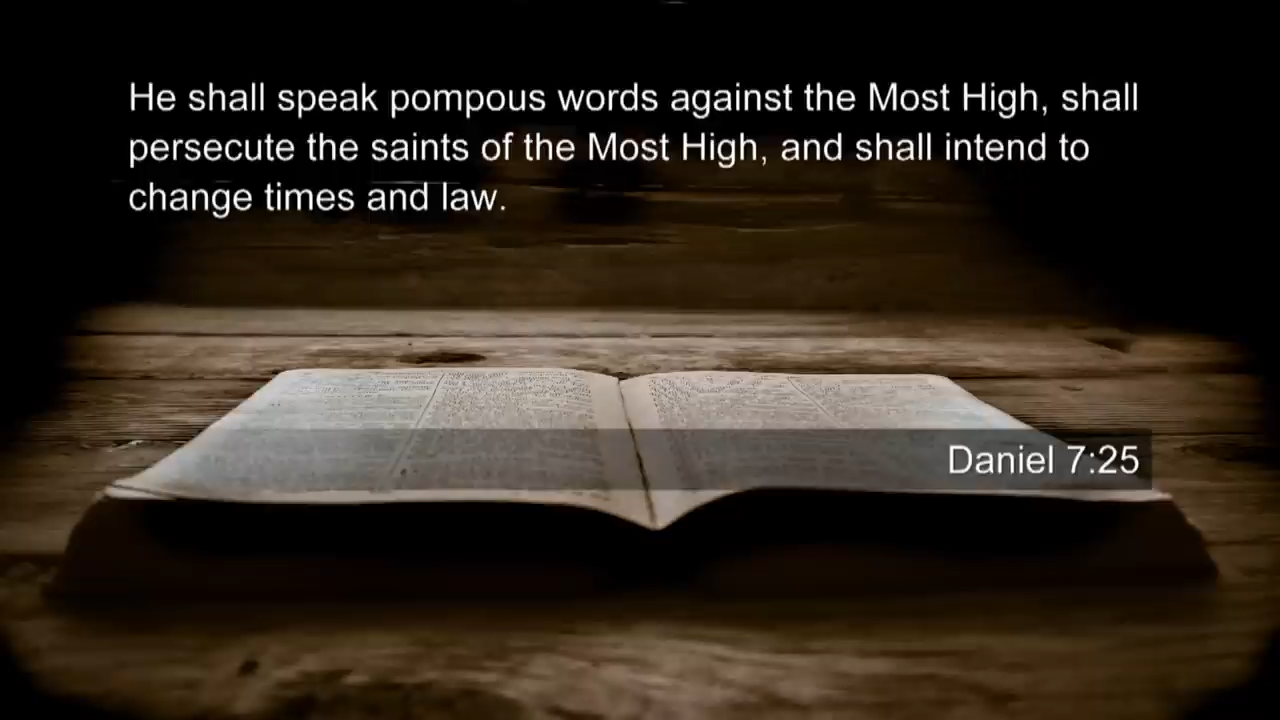 He shall speak pompous words against the Most High, shall
persecute the saints of the Most High, and shall intend to
change times and law.
Daniel 7:25